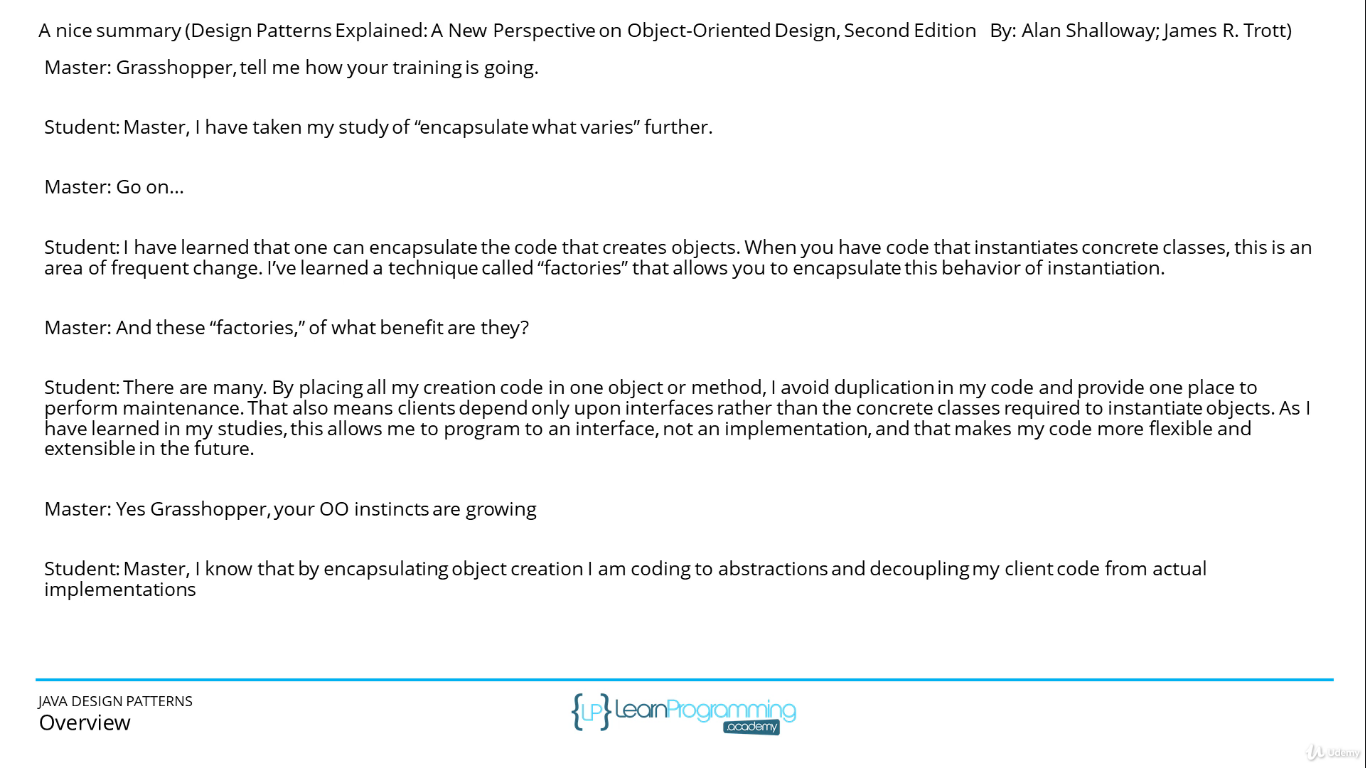 A nice summary (Design Patterns Explained: A New Perspective on Object-Oriented Design, Second Edition By: Alan Shalloway; James R. Trott)
Master: Grasshopper, tell me how your training is going.
Student: Master, I have taken my study of “encapsulate what varies” further.
Master: Go on...
Student: I have learned that one can encapsulate the code that creates objects. When you have code that instantiates concrete classes, this is an
area of frequent change. I’ve learned a technique called “factories” that allows you to encapsulate this behavior of instantiation.
Master: And these “factories,” of what benefit are they?
Student: There are many. By placing all my creation code in one object or method, I avoid duplication in my code and provide one place to
perform maintenance. That also means clients depend only upon interfaces rather than the concrete classes required to instantiate objects. As I
have learned in my studies, this allows me to program to an interface, not an implementation, and that makes my code more flexible and
extensible in the future.
Master: Yes Grasshopper, your OO instincts are growing
Student: Master, I know that by encapsulating object creation I am coding to abstractions and decoupling my client code from actual
implementations
JAVA DESIGN PATTERNS
Overview
{LP} LearnProgramming
.academy
Udemy